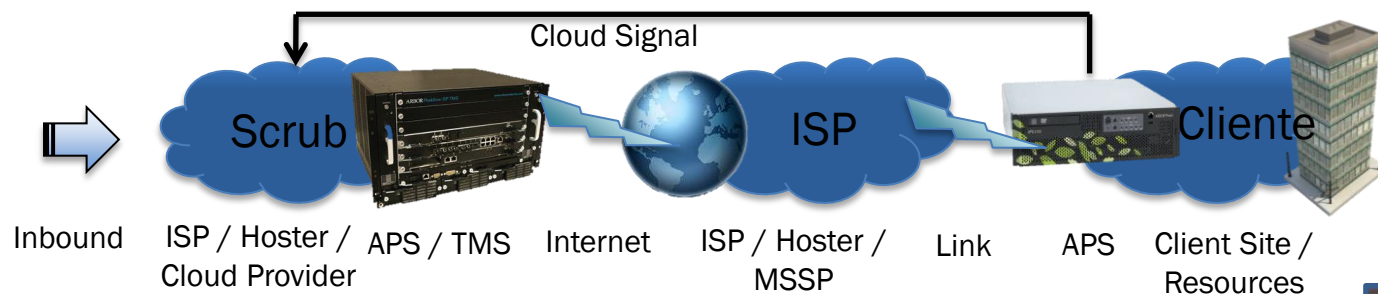 Cloud Signal
Scrub
ISP
Cliente
Inbound
ISP / Hoster /
Cloud Provider
APS / TMS
Internet
ISP / Hoster /
MSSP
Link
APS
Client Site /
Resources